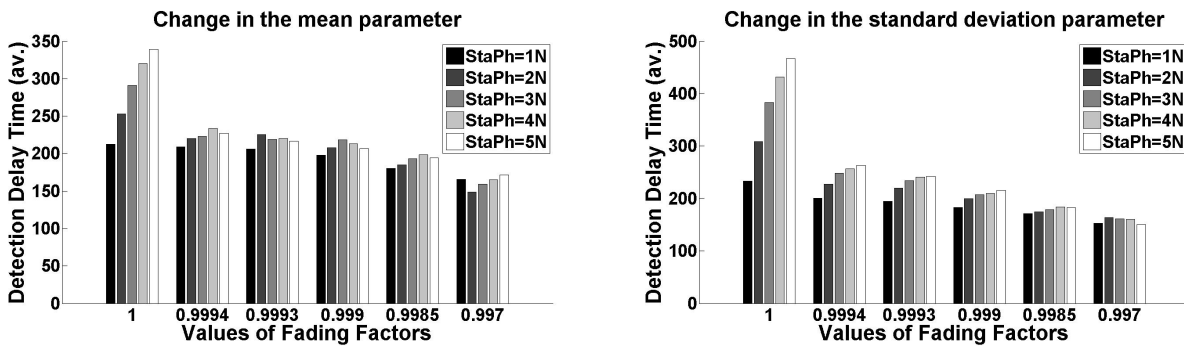 Change in the mean parameter
Detection Delay Time (av.)
350
300
250
200
150
100
50
0
StaPh=1N
StaPh=2N
StaPh=3N
StaPh=4N
StaPh=5N
1 0.9994 0.9993 0.999 0.9985 0.997
Values of Fading Factors
Change in the standard deviation parameter
Detection Delay Time (av.)
500
400
300
200
100
0
StaPh=1N
StaPh=2N
StaPh=3N
StaPh=4N
StaPh=5N
1 0.9994 0.9993 0.999 0.9985 0.997
Values of Fading Factors